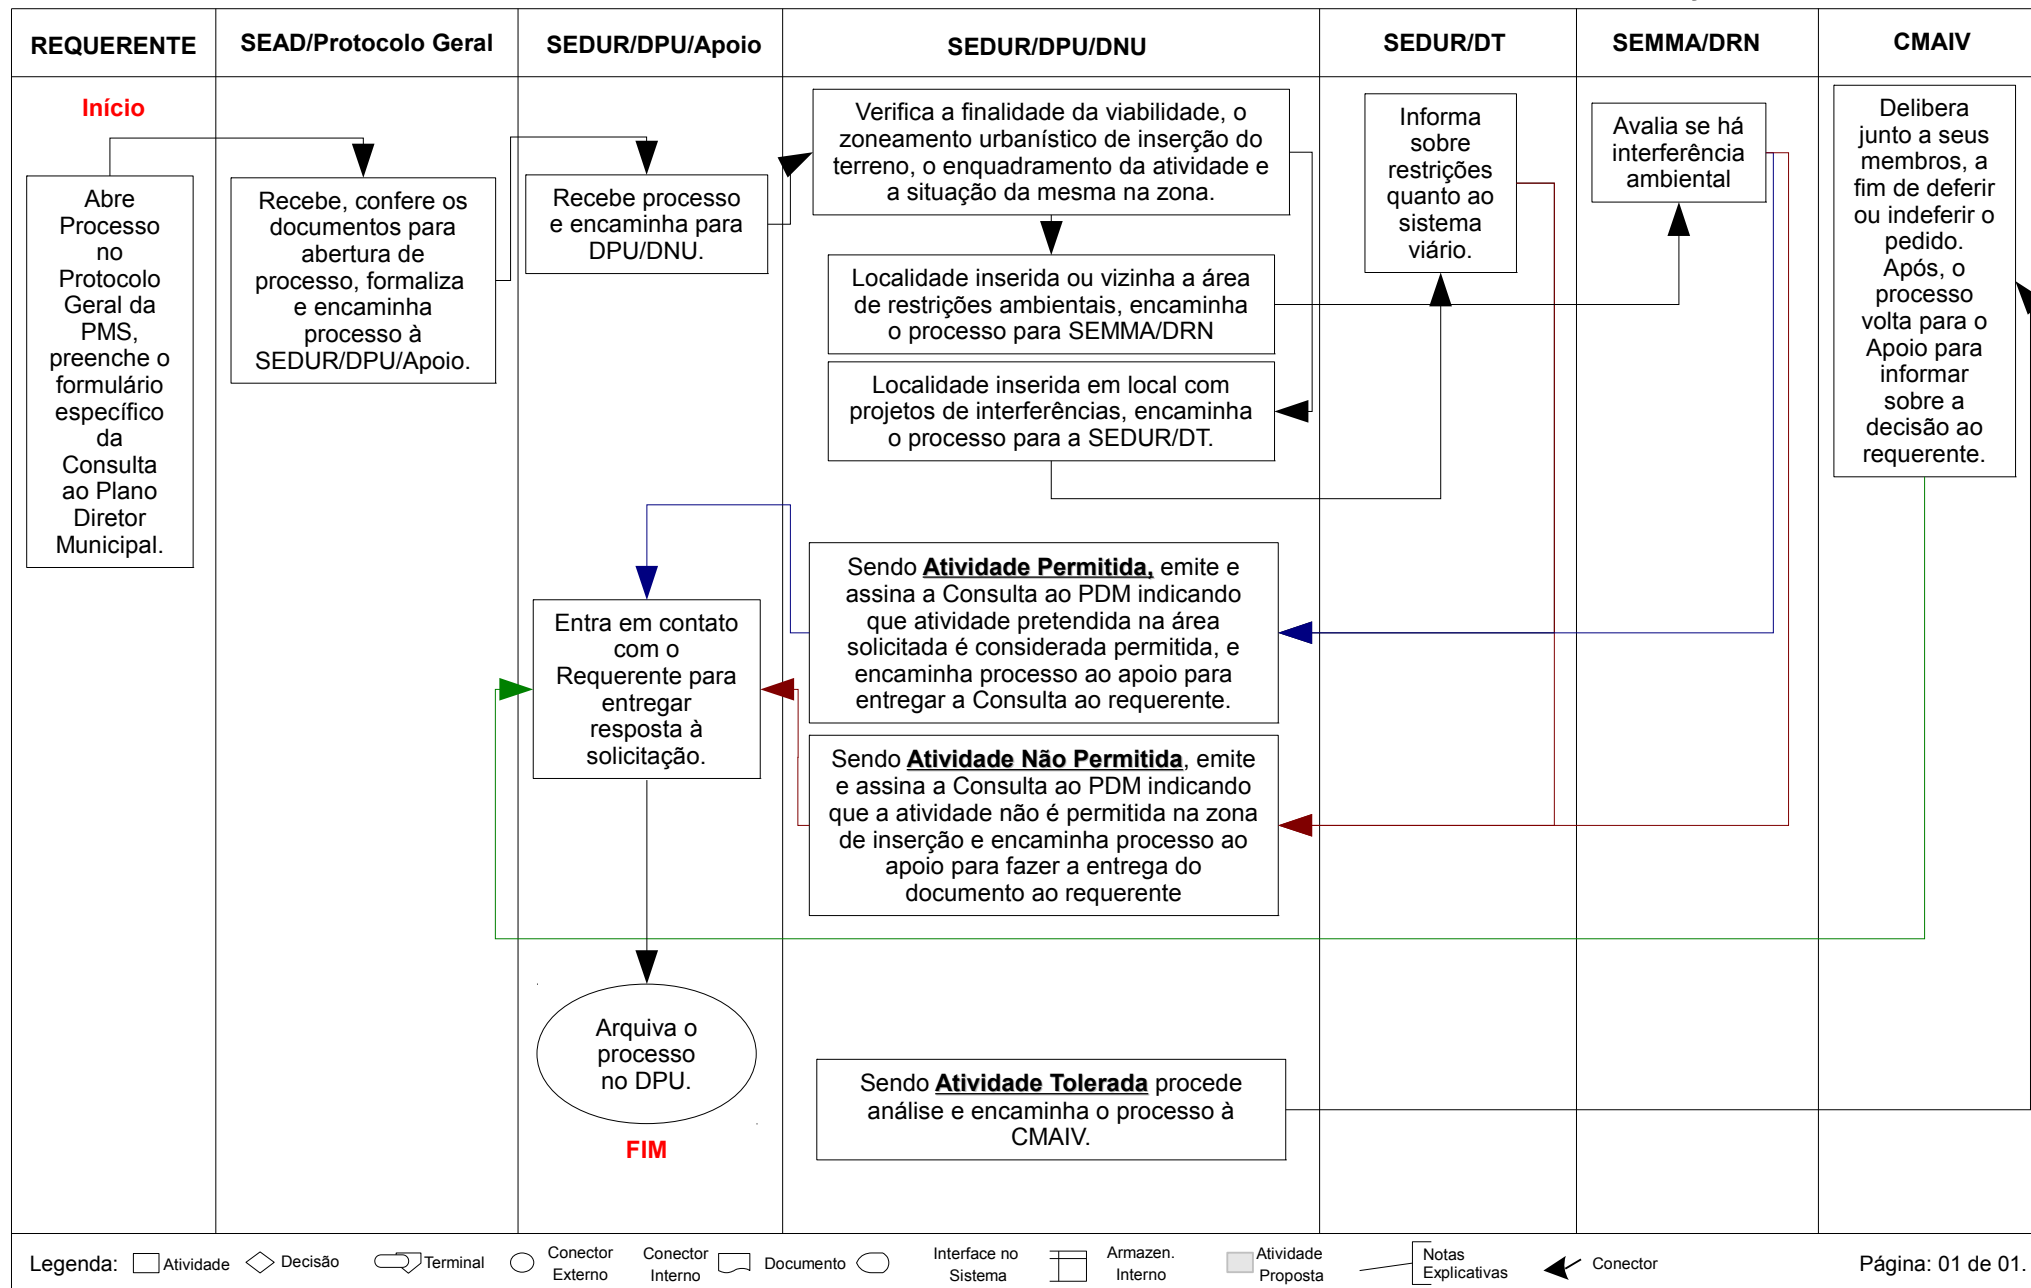 REQUERENTE
SEAD/Protocolo Geral
SEDUR/DPU/Apoio
SEDUR/DPU/DNU
SEDUR/DT
SEMMA/DRN
CMAIV
Início
Abre
Processo
no
Protocolo
Geral da
PMS,
preenche o
formulário
específico
da
Consulta
ao Plano
Diretor
Municipal.
Recebe, confere os
documentos para
abertura de
processo, formaliza
e encaminha
processo à
SEDUR/DPU/Apoio.
Recebe processo
e encaminha para
DPU/DNU.
Verifica a finalidade da viabilidade, o
zoneamento urbanístico de inserção do
terreno, o enquadramento da atividade e
a situação da mesma na zona.
Localidade inserida ou vizinha a área
de restrições ambientais, encaminha
o processo para SEMMA/DRN
Localidade inserida em local com
projetos de interferências, encaminha
o processo para a SEDUR/DT.
Informa
sobre
restrições
quanto ao
sistema
viário.
Avalia se há
interferência
ambiental
Delibera
junto a seus
membros, a
fim de deferir
ou indeferir o
pedido.
Após, o
processo
volta para o
Apoio para
informar
sobre a
decisão ao
requerente.
Sendo Atividade Permitida, emite e
assina a Consulta ao PDM indicando
que atividade pretendida na área
solicitada é considerada permitida, e
encaminha processo ao apoio para
entregar a Consulta ao requerente.
Entra em contato
com o
Requerente para
entregar
resposta à
solicitação.
Sendo Atividade Não Permitida, emite
e assina a Consulta ao PDM indicando
que a atividade não é permitida na zona
de inserção e encaminha processo ao
apoio para fazer a entrega do
documento ao requerente
Arquiva o
processo
no DPU.
FIM
Sendo Atividade Tolerada procede
análise e encaminha o processo à
CMAIV.
Legenda:
Atividade
Decisão
Terminal
Conector
Externo
Conector
Interno
Documento
Interface no
Sistema
Armazen.
Interno
Atividade
Proposta
Notas
Explicativas
Conector
Página: 01 de 01.